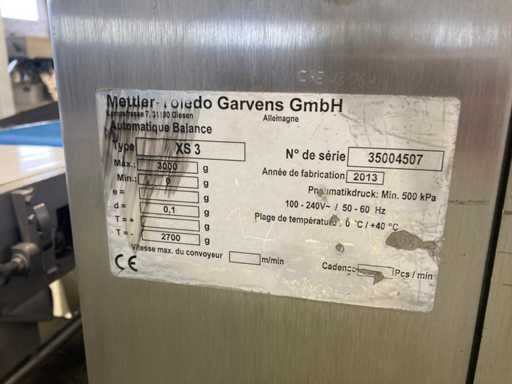 Mettler-Toledo Garvens GmbH
Kampstrasse 7, 31180 Giesen Allemagne
Automatique Balance
Type XS 3
N° de série 35004507
Max.: 3000 g
Année de fabrication 2013
Min.: g
Pneumatikdruck: Min. 500 kPa
e = g
100 - 240V~ / 50 - 60 Hz
d = 0,1 g
Plage de température: 0 °C / +40 °C
T = + g
T = - 2700 g
Vitesse max. du convoyeur m/min
Cadence Pcs / min
CE